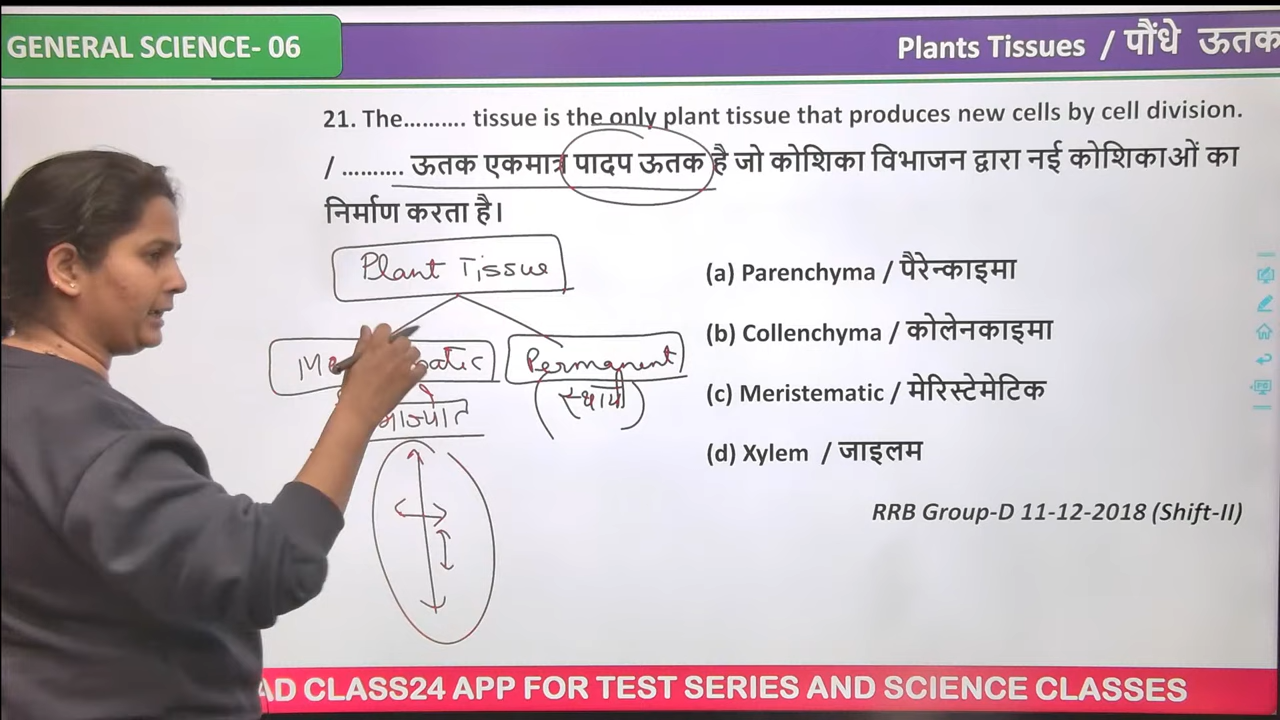 GENERAL SCIENCE- 06
Plants Tissues / पौंधे ऊतक
21. The.......... tissue is the only plant tissue that produces new cells by cell division.
/ .......... ऊतक एकमात्र पादप ऊतक है जो कोशिका विभाजन द्वारा नई कोशिकाओं का
निर्माण करता है।
Plant Tissue
Permanent
(स्थायी)
(a) Parenchyma / पैरेन्काइमा
(b) Collenchyma / कोलेनकाइमा
(c) Meristematic / मेरिस्टेमेटिक
(d) Xylem / जाइलम
RRB Group-D 11-12-2018 (Shift-II)
AD CLASS24 APP FOR TEST SERIES AND SCIENCE CLASSES